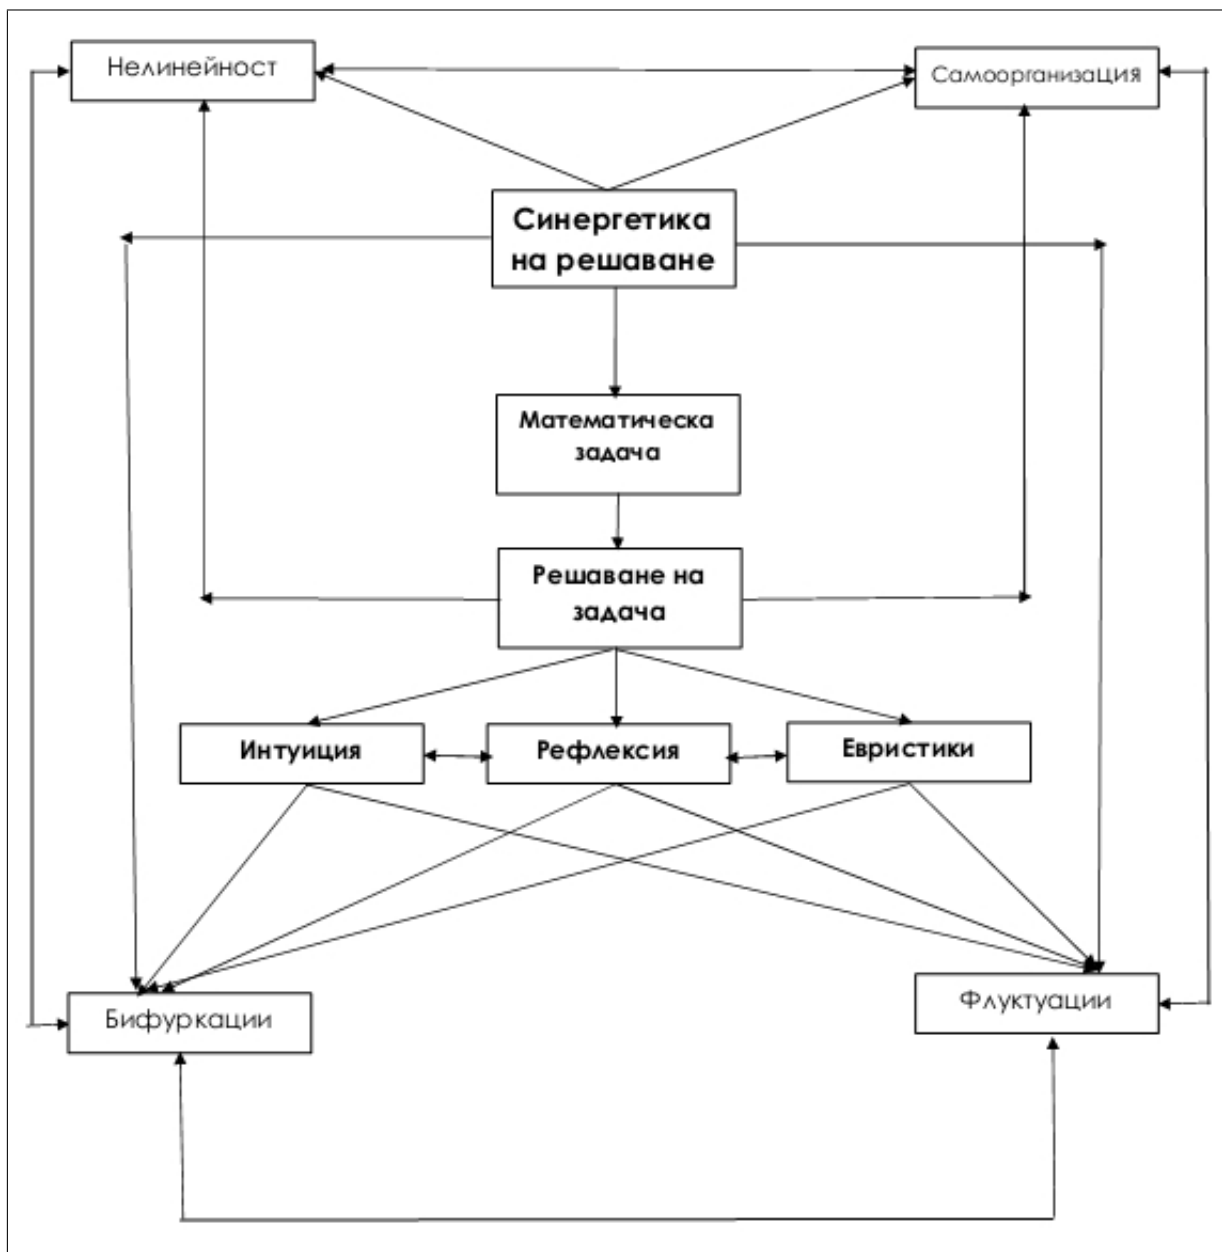 Нелинейност
Самоорганизация
Синергетика
на решаване
Математическа
задача
Решаване на
задача
Интуиция
Рефлексия
Евристики
Бифуркации
Флуктуации